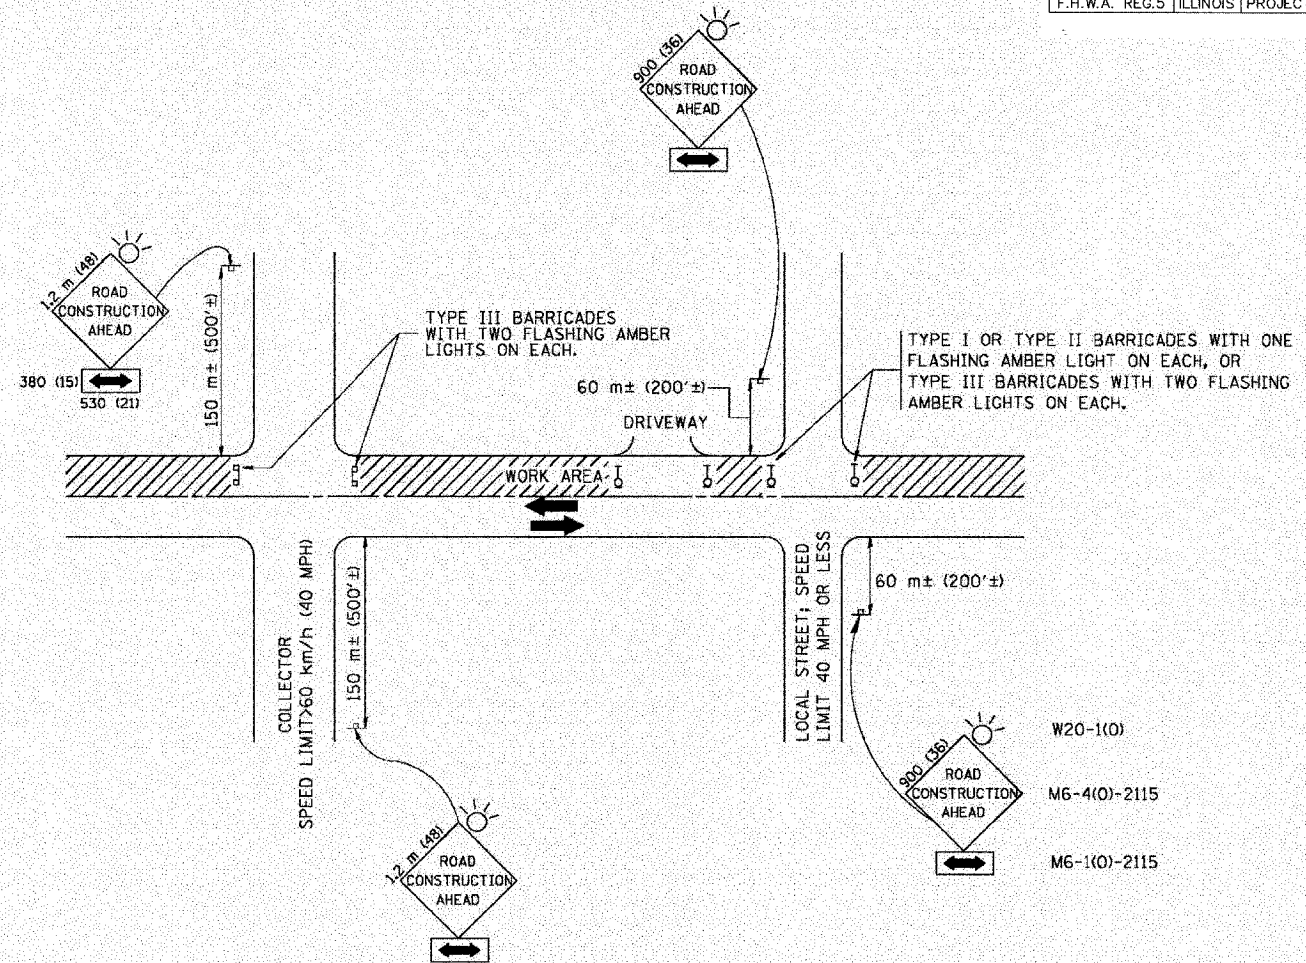 F.H.W.A. REG.5 ILLINOIS PROJEC
900 (36)
ROAD
CONSTRUCTION
AHEAD
1.2 m (48)
ROAD
CONSTRUCTION
AHEAD
380 (15)
530 (21)
150 m± (500'±)
TYPE III BARRICADES
WITH TWO FLASHING AMBER
LIGHTS ON EACH.
60 m± (200'±)
DRIVEWAY
TYPE I OR TYPE II BARRICADES WITH ONE
FLASHING AMBER LIGHT ON EACH, OR
TYPE III BARRICADES WITH TWO FLASHING
AMBER LIGHTS ON EACH.
WORK AREA
COLLECTOR
SPEED LIMIT>60 km/h (40 MPH)
150 m± (500'±)
LOCAL STREET; SPEED
LIMIT 40 MPH OR LESS
60 m± (200'±)
1.2 m (48)
ROAD
CONSTRUCTION
AHEAD
900 (36)
ROAD
CONSTRUCTION
AHEAD
W20-1(O)
M6-4(O)-2115
M6-1(O)-2115